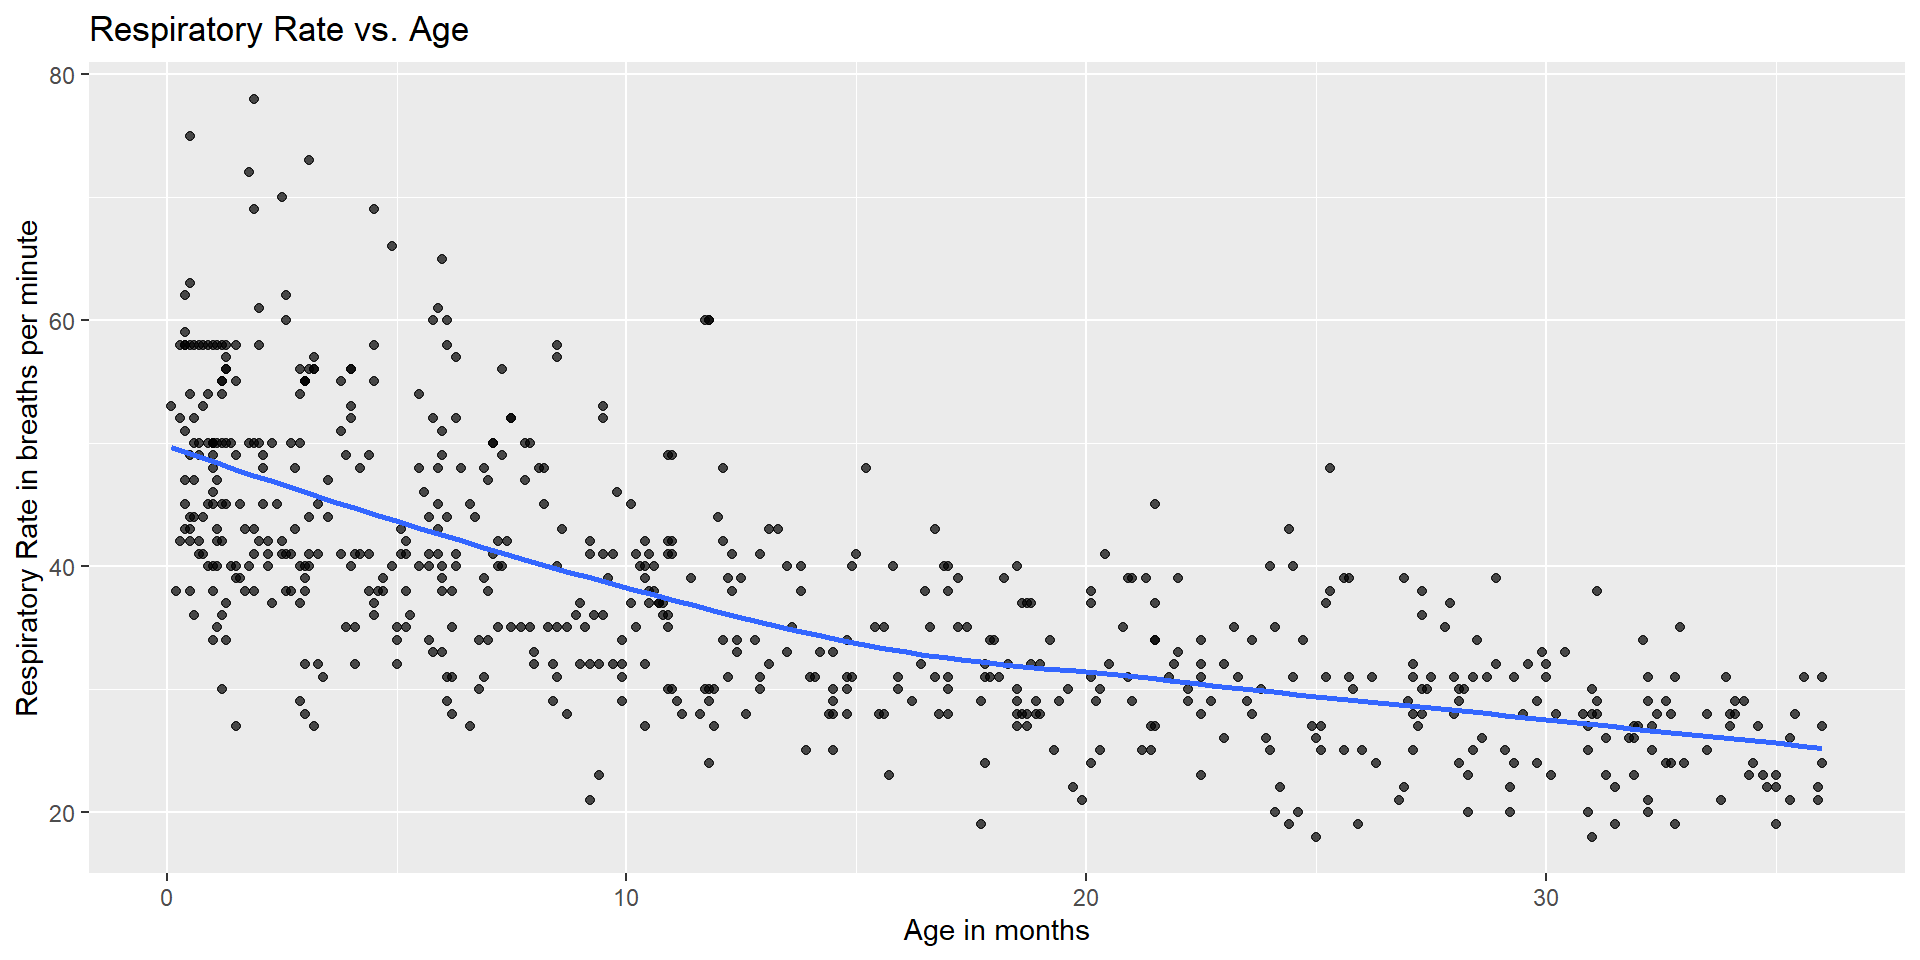 Respiratory Rate vs. Age
Respiratory Rate in breaths per minute
80
60
40
20
0 10 20 30
Age in months